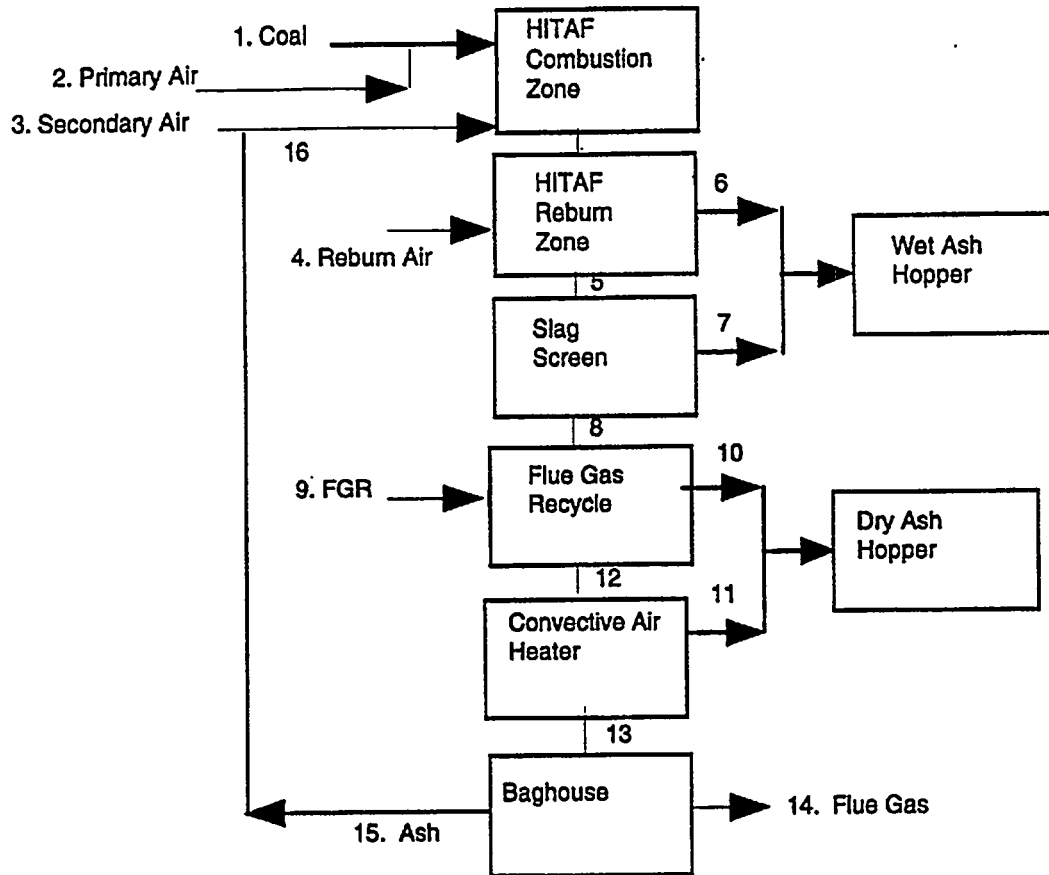 1. Coal
HITAF
Combustion
Zone
2. Primary Air
3. Secondary Air
16
HITAF
Reburn
Zone
6
4. Reburn Air
5
Wet Ash
Hopper
Slag
Screen
7
8
10
9. FGR
Flue Gas
Recycle
Dry Ash
Hopper
12
11
Convective Air
Heater
13
Baghouse
14. Flue Gas
15. Ash